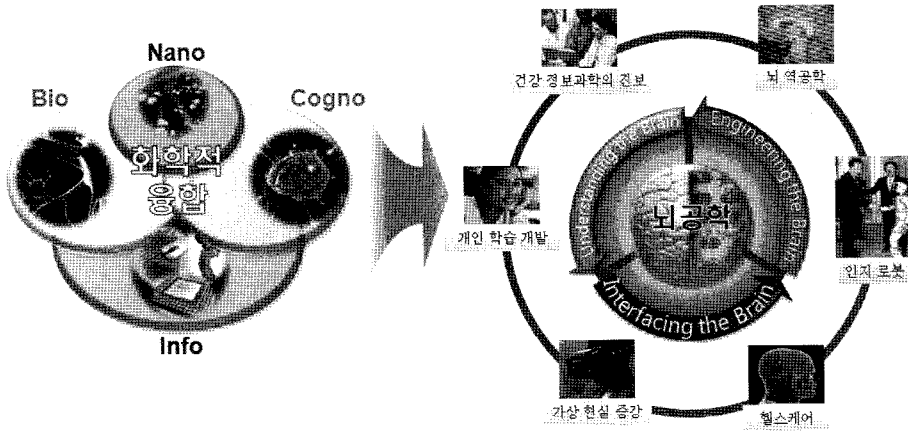 Nano
Bio
Cogno
화학적
융합
Info
건강 정보과학의 진보
뇌 역공학
Understanding the Brain
Engineering the Brain
뇌공학
개인 학습 개발
인지 로봇
Interfacing the Brain
가상 현실 증강
헬스케어